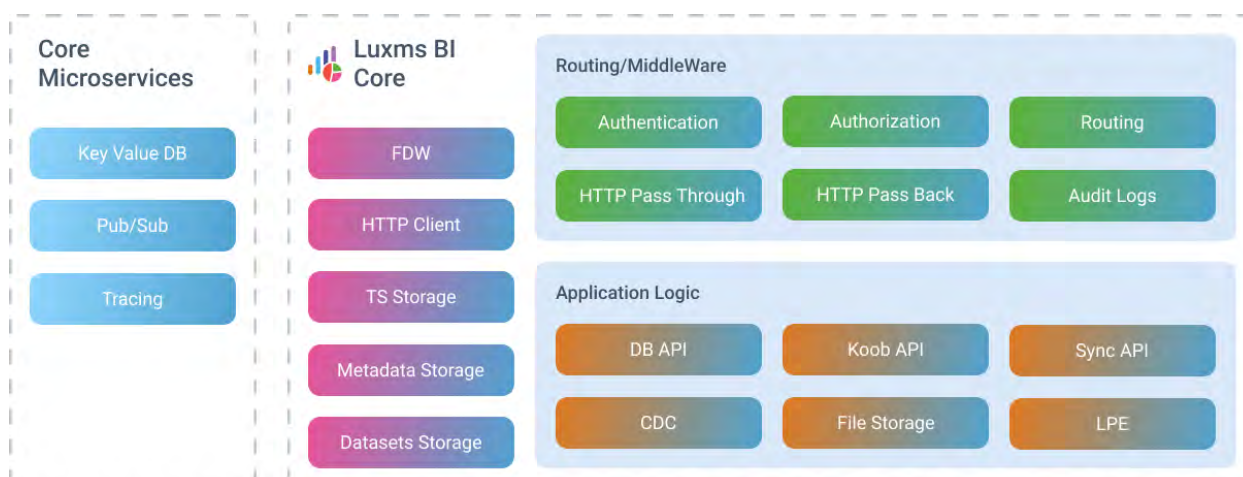 Core
Microservices
Key Value DB
Pub/Sub
Tracing
Luxms BI
Core
FDW
HTTP Client
TS Storage
Metadata Storage
Datasets Storage
Routing/MiddleWare
Authentication
Authorization
Routing
HTTP Pass Through
HTTP Pass Back
Audit Logs
Application Logic
DB API
Koob API
Sync API
CDC
File Storage
LPE